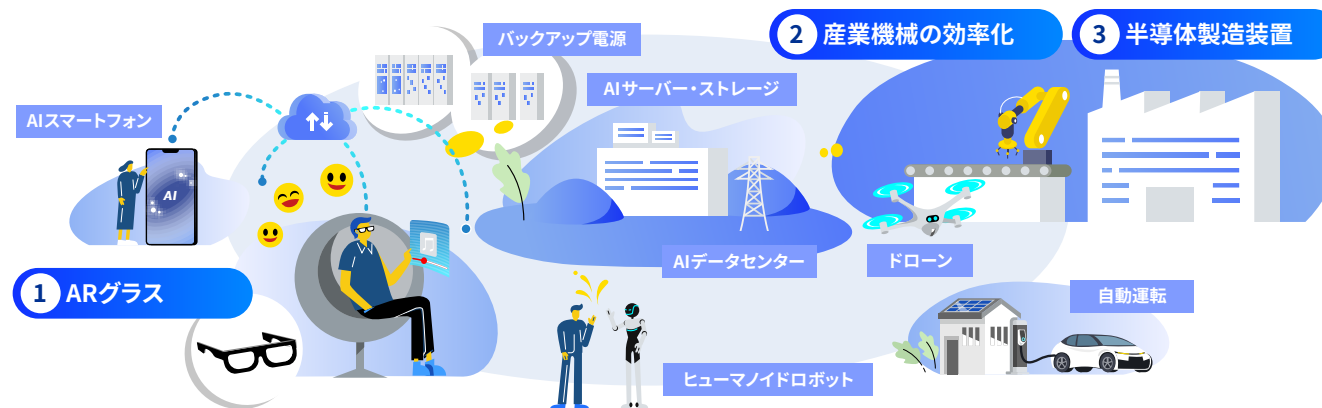 バックアップ電源
2 産業機械の効率化
3 半導体製造装置
AIサーバー・ストレージ
AIスマートフォン
AI
AIデータセンター
ドローン
1 ARグラス
自動運転
ヒューマノイドロボット